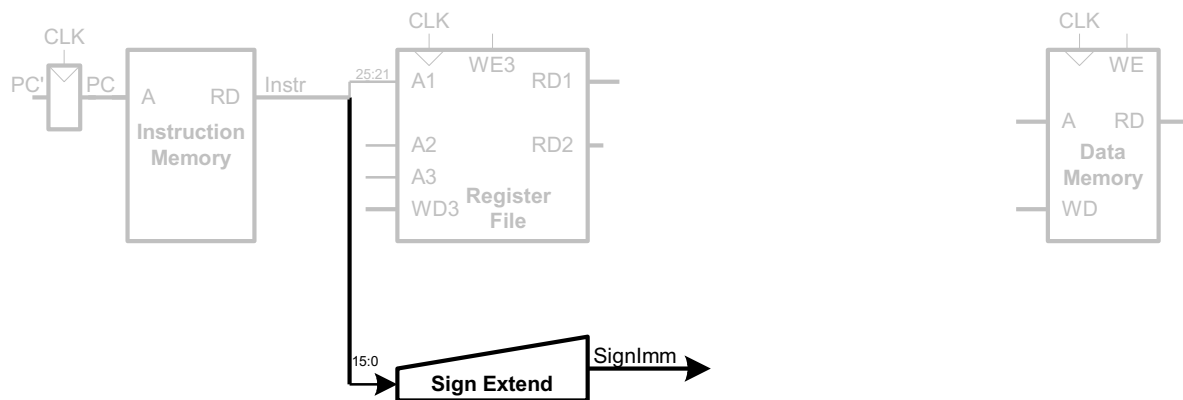 CLK
CLK
CLK
PC'
PC
A
RD
Instruction
Memory
Instr
25:21
A1
WE3
RD1
A2
RD2
A3
WD3
Register
File
WE
A
RD
Data
Memory
WD
15:0
Sign Extend
SignImm